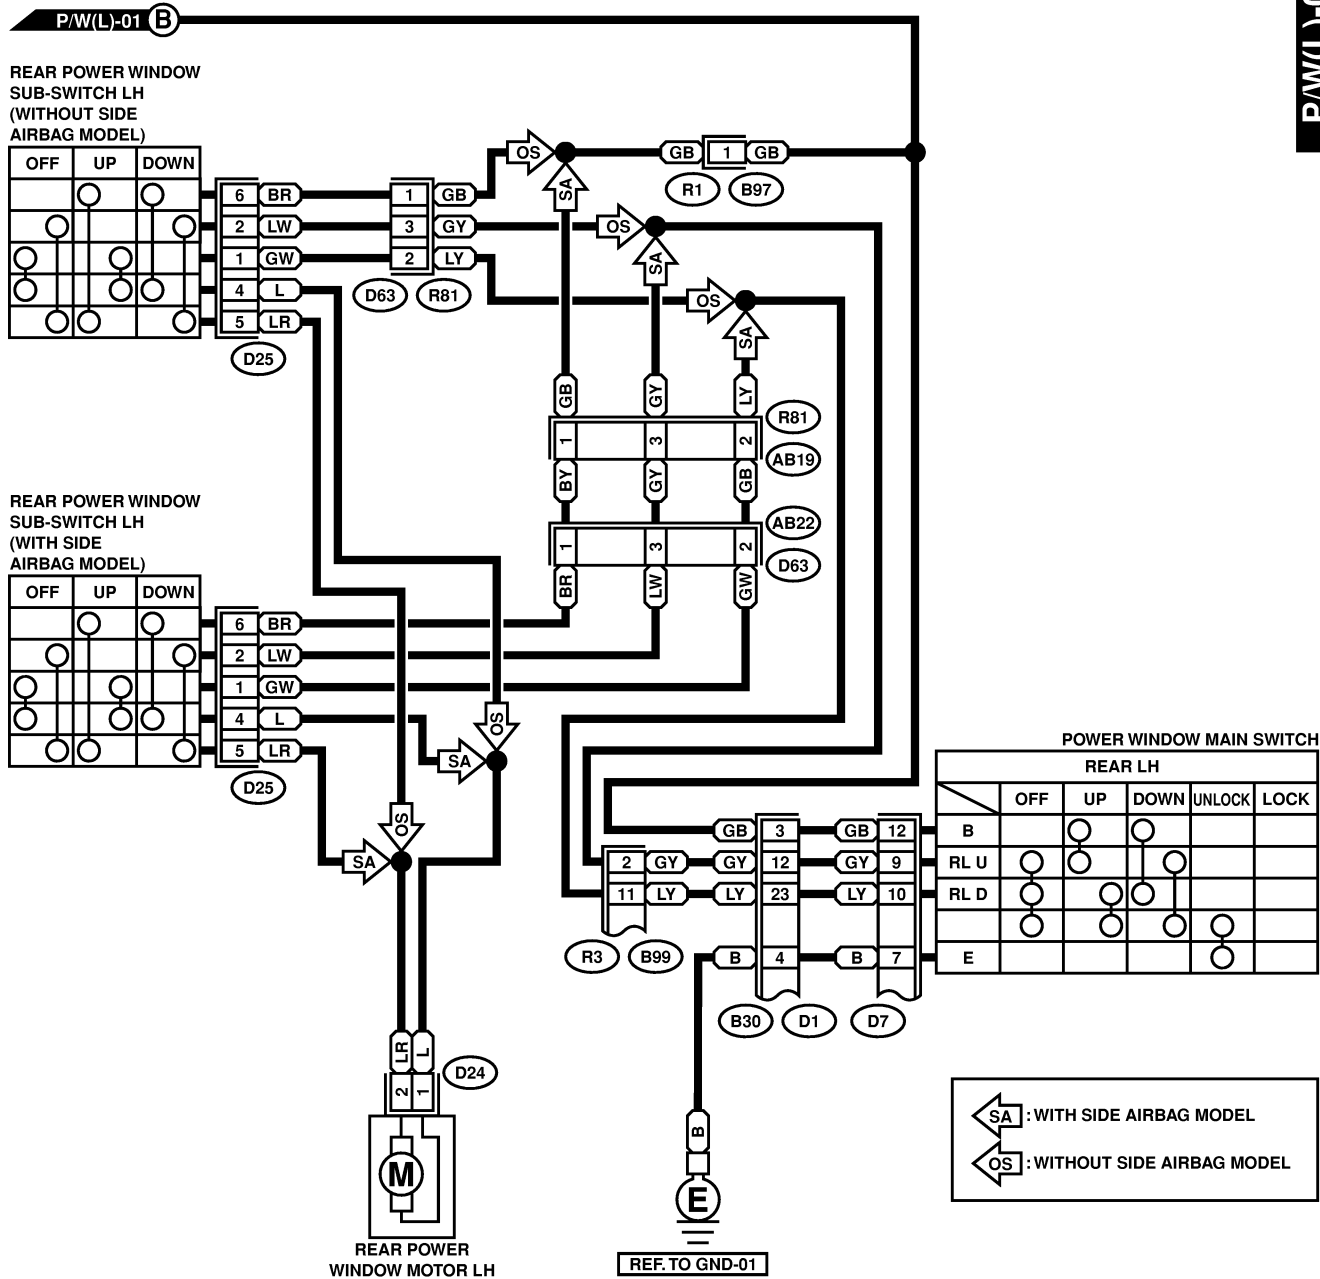 P/W(L)-01 B
P/W(L)-0
REAR POWER WINDOW
SUB-SWITCH LH
(WITHOUT SIDE
AIRBAG MODEL)
OFF UP DOWN
6 BR
2 LW
1 GW
4 L
5 LR
D25
1 GB
3 GY
2 LY
D63 R81
OS
SA
GB 1 GB
R1 B97
OS
SA
OS
SA
GB GY LY
R81
1 3 2
AB19
BY GY GB
AB22
1 3 2
D63
BR LW GW
REAR POWER WINDOW
SUB-SWITCH LH
(WITH SIDE
AIRBAG MODEL)
OFF UP DOWN
6 BR
2 LW
1 GW
4 L
5 LR
D25
OS
SA
OS
SA
POWER WINDOW MAIN SWITCH
REAR LH
OFF UP DOWN UNLOCK LOCK
GB 3 GB 12 B
2 GY GY 12 GY 9 RL U
11 LY LY 23 LY 10 RL D
R3 B99
B 4 B 7 E
B30 D1 D7
LR L
D24
2 1
M
REAR POWER
WINDOW MOTOR LH
B
E
REF. TO GND-01
SA : WITH SIDE AIRBAG MODEL
OS : WITHOUT SIDE AIRBAG MODEL